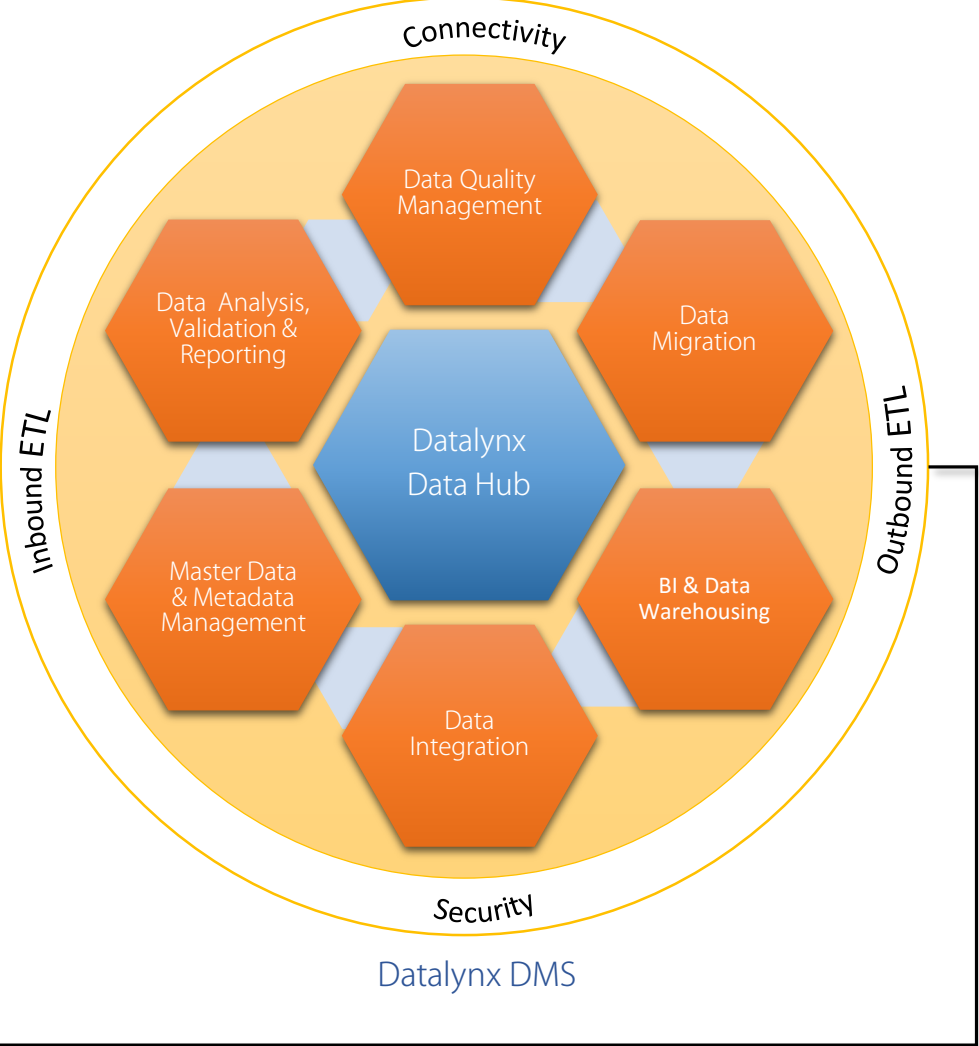 Connectivity
Data Quality
Management
Data Analysis,
Validation &
Reporting
Data
Migration
Inbound ETL
Datalynx
Data Hub
Outbound ETL
Master Data
& Metadata
Management
BI & Data
Warehousing
Data
Integration
Security
Datalynx DMS